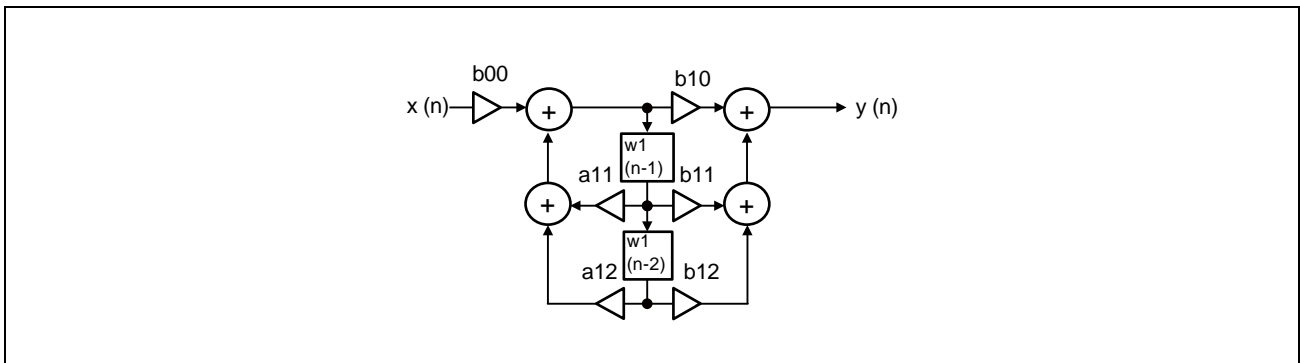 b00 b10
x (n) + + y (n)
w1
(n-1)
a11 b11
+ +
w1
(n-2)
a12 b12